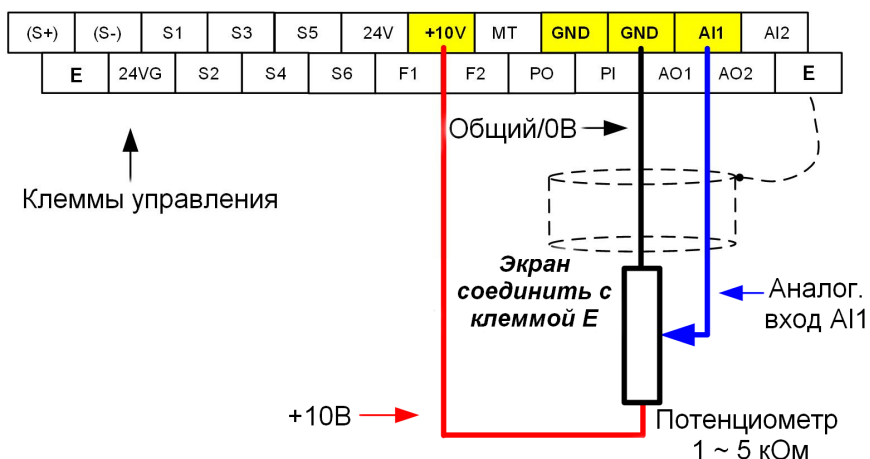 (S+) (S-) S1 S3 S5 24V +10V MT GND GND AI1 AI2
E 24VG S2 S4 S6 F1 F2 PO PI AO1 AO2 E
Общий/0В
Клеммы управления
Экран
соединить с
клеммой E
Аналог.
вход AI1
+10В
Потенциометр
1 ~ 5 кОм